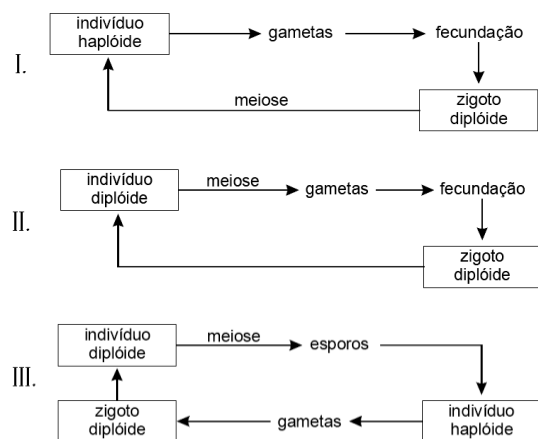 I.
indivíduo
haplóide
gametas
fecundação
meiose
zigoto
diplóide
II.
indivíduo
diplóide
meiose
gametas
fecundação
zigoto
diplóide
III.
indivíduo
diplóide
meiose
esporos
zigoto
diplóide
gametas
indivíduo
haplóide